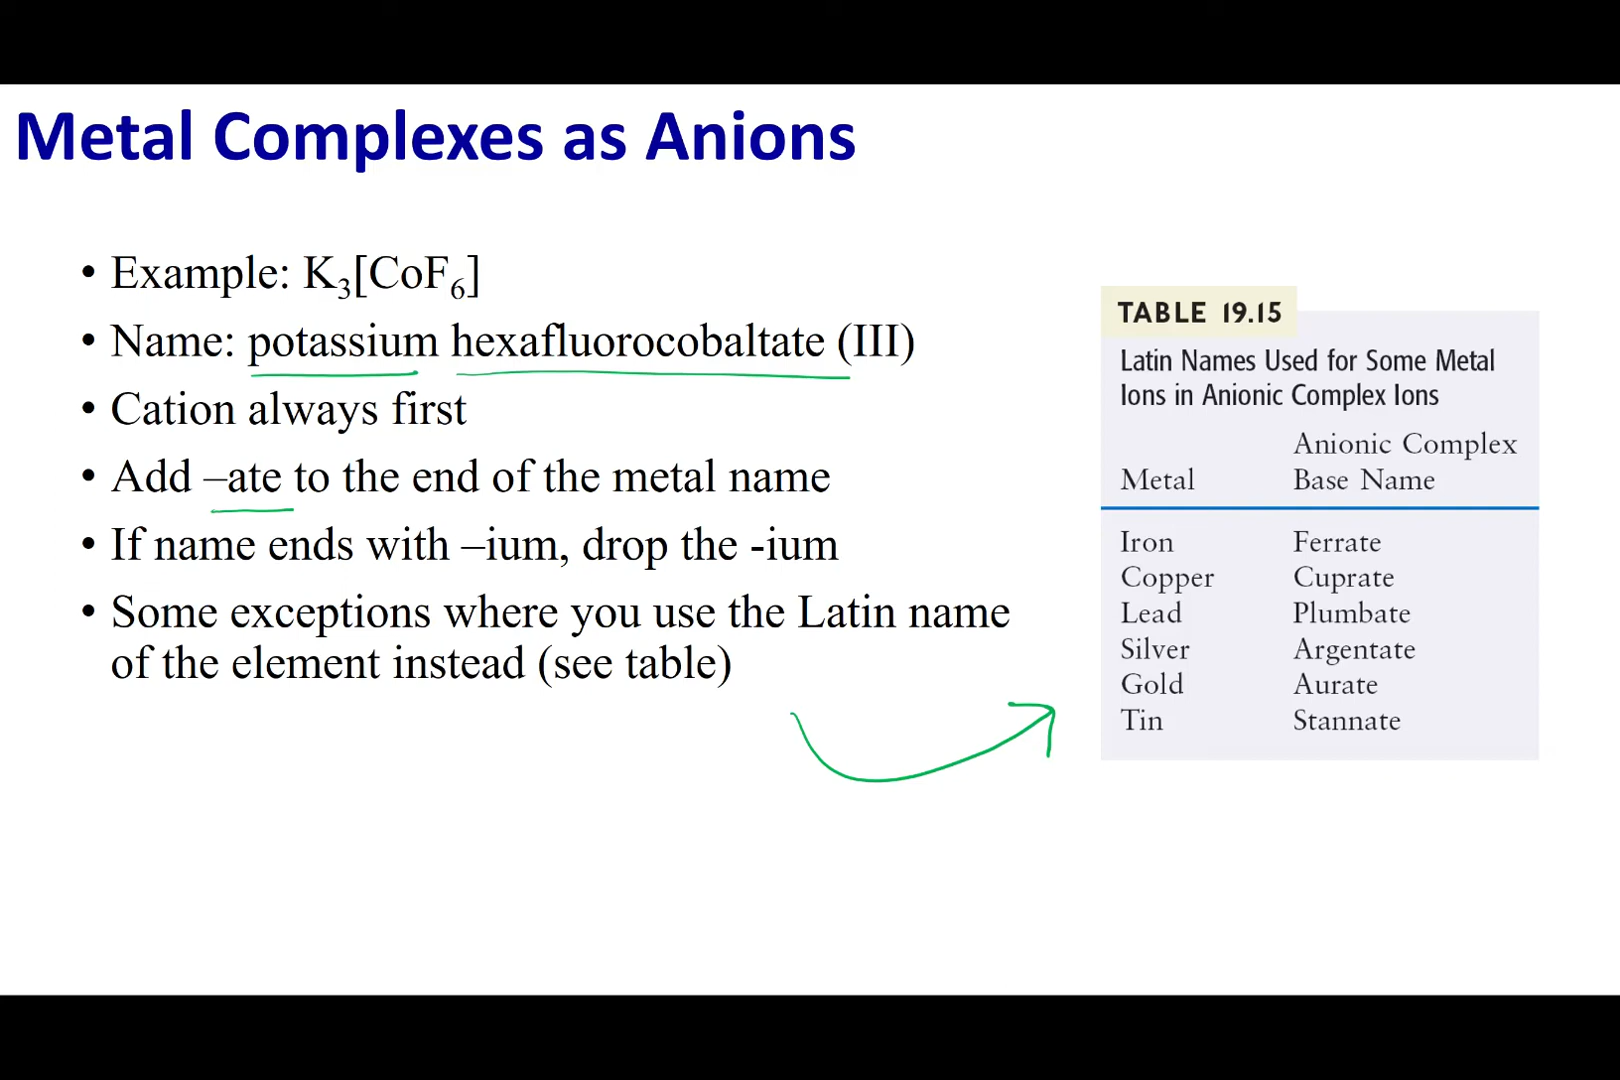 Metal Complexes as Anions
• Example: K₃[CoF₆]
• Name: potassium hexafluorocobaltate (III)
• Cation always first
• Add –ate to the end of the metal name
• If name ends with –ium, drop the -ium
• Some exceptions where you use the Latin name
of the element instead (see table)
TABLE 19.15
Latin Names Used for Some Metal
Ions in Anionic Complex Ions
Anionic Complex
Metal Base Name
Iron Ferrate
Copper Cuprate
Lead Plumbate
Silver Argentate
Gold Aurate
Tin Stannate